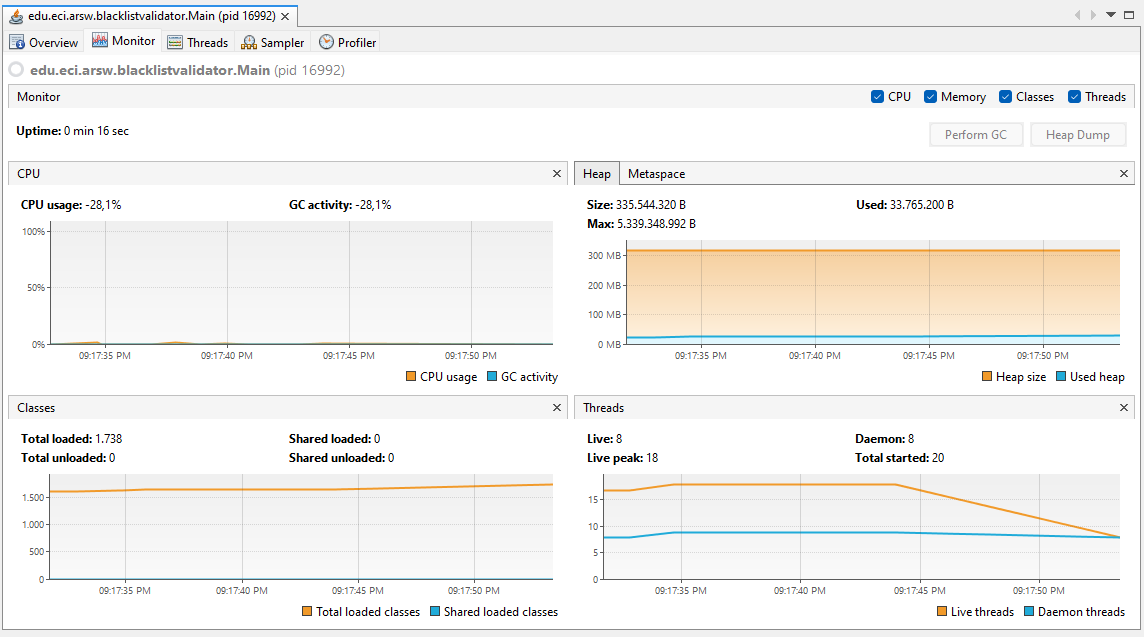 edu.eci.arsw.blacklistvalidator.Main (pid 16992)
Overview Monitor Threads Sampler Profiler
edu.eci.arsw.blacklistvalidator.Main (pid 16992)
Monitor CPU Memory Classes Threads
Uptime: 0 min 16 sec
Perform GC Heap Dump
CPU
CPU usage: -28,1% GC activity: -28,1%
100%
50%
0%
09:17:35 PM 09:17:40 PM 09:17:45 PM 09:17:50 PM
CPU usage GC activity
Heap Metaspace
Size: 335.544.320 B Used: 33.765.200 B
Max: 5.339.348.992 B
300 MB
200 MB
100 MB
0 MB
09:17:35 PM 09:17:40 PM 09:17:45 PM 09:17:50 PM
Heap size Used heap
Classes
Total loaded: 1.738 Shared loaded: 0
Total unloaded: 0 Shared unloaded: 0
1.500
1.000
500
0
09:17:35 PM 09:17:40 PM 09:17:45 PM 09:17:50 PM
Total loaded classes Shared loaded classes
Threads
Live: 8 Daemon: 8
Live peak: 18 Total started: 20
15
10
5
0
09:17:35 PM 09:17:40 PM 09:17:45 PM 09:17:50 PM
Live threads Daemon threads